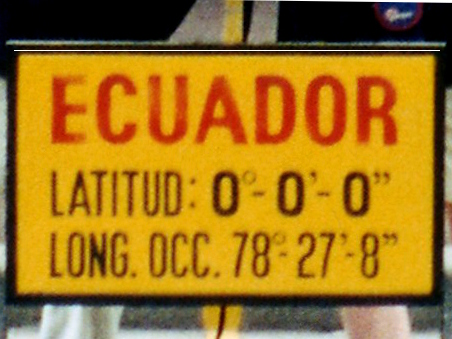 ECUADOR
LATITUD: 0°-0'-0"
LONG. OCC. 78°-27'-8"